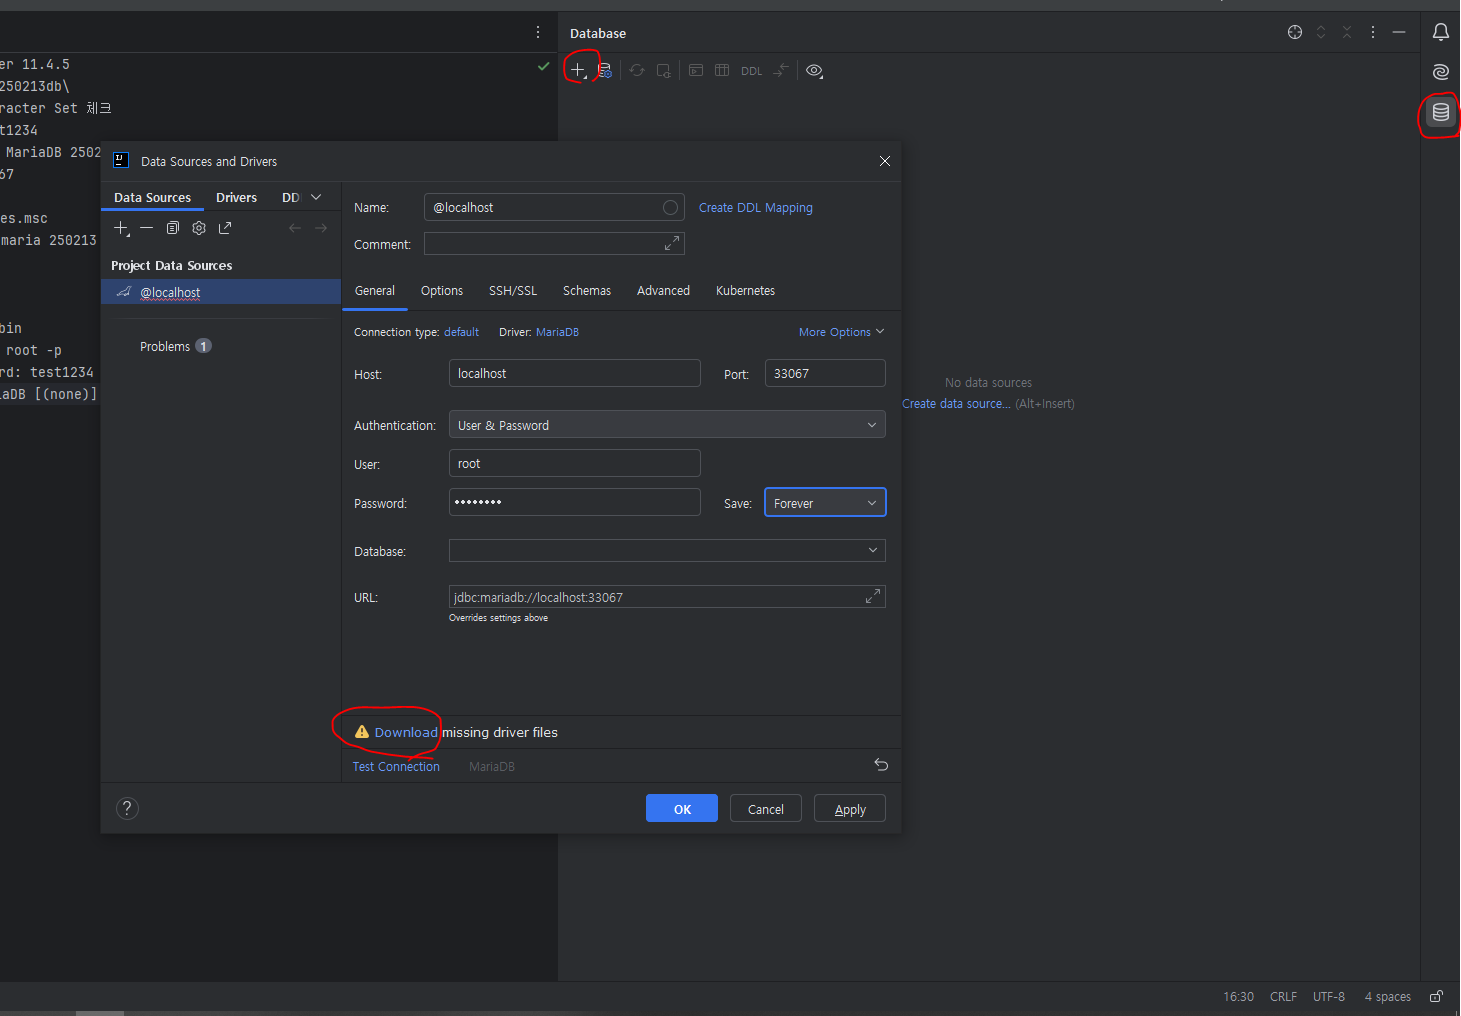 Database
er 11.4.5
250213db\
racter Set 체크
t1234
MariaDB 2502
67
es.msc
maria 250213
bin
root -p
rd: test1234
aDB [(none)]
DDL
Data Sources and Drivers
Data Sources
Drivers
DD
Project Data Sources
@localhost
Problems 1
Name: @localhost
Create DDL Mapping
Comment:
General Options SSH/SSL Schemas Advanced Kubernetes
Connection type: default Driver: MariaDB More Options
Host: localhost Port: 33067
Authentication: User & Password
User: root
Password: •••••••• Save: Forever
Database:
URL: jdbc:mariadb://localhost:33067
Overrides settings above
Download missing driver files
Test Connection MariaDB
? OK Cancel Apply
No data sources
Create data source... (Alt+Insert)
16:30 CRLF UTF-8 4 spaces